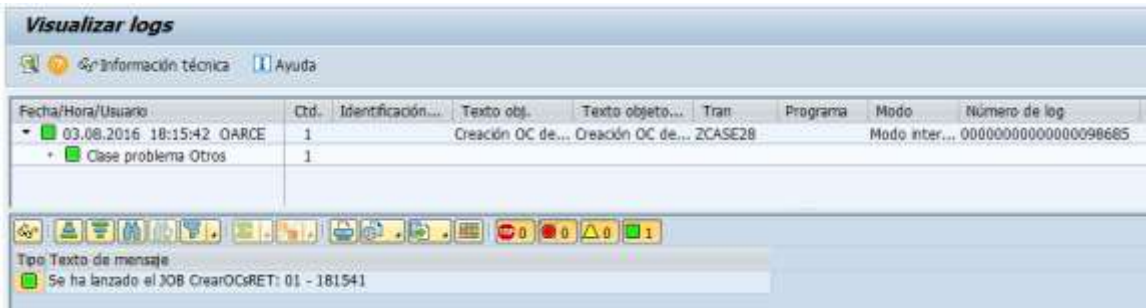 Visualizar logs
Información técnica Ayuda
Fecha/Hora/Usuario Ctd. Identificación... Texto obj. Texto objeto... Tran Programa Modo Número de log
03.08.2016 18:15:42 OARCE 1 Creación OC de... Creación OC de... ZCASE28 Modo inter... 00000000000000098685
Clase problema Otros 1
STOP 0 0 0 1
Tipo Texto de mensaje
Se ha lanzado el JOB CrearOCsRET: 01 - 181541